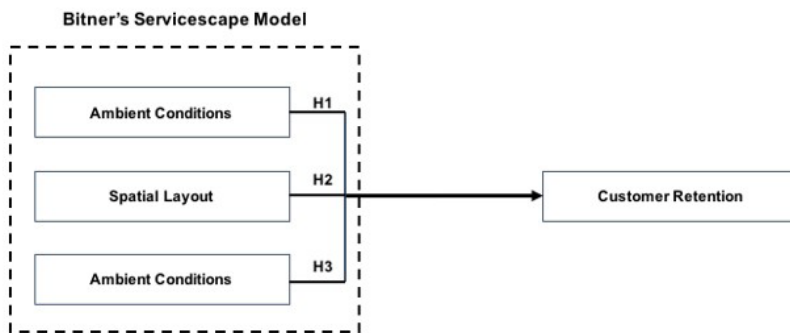 Bitner’s Servicescape Model
Ambient Conditions
H1
Spatial Layout
H2
Customer Retention
Ambient Conditions
H3